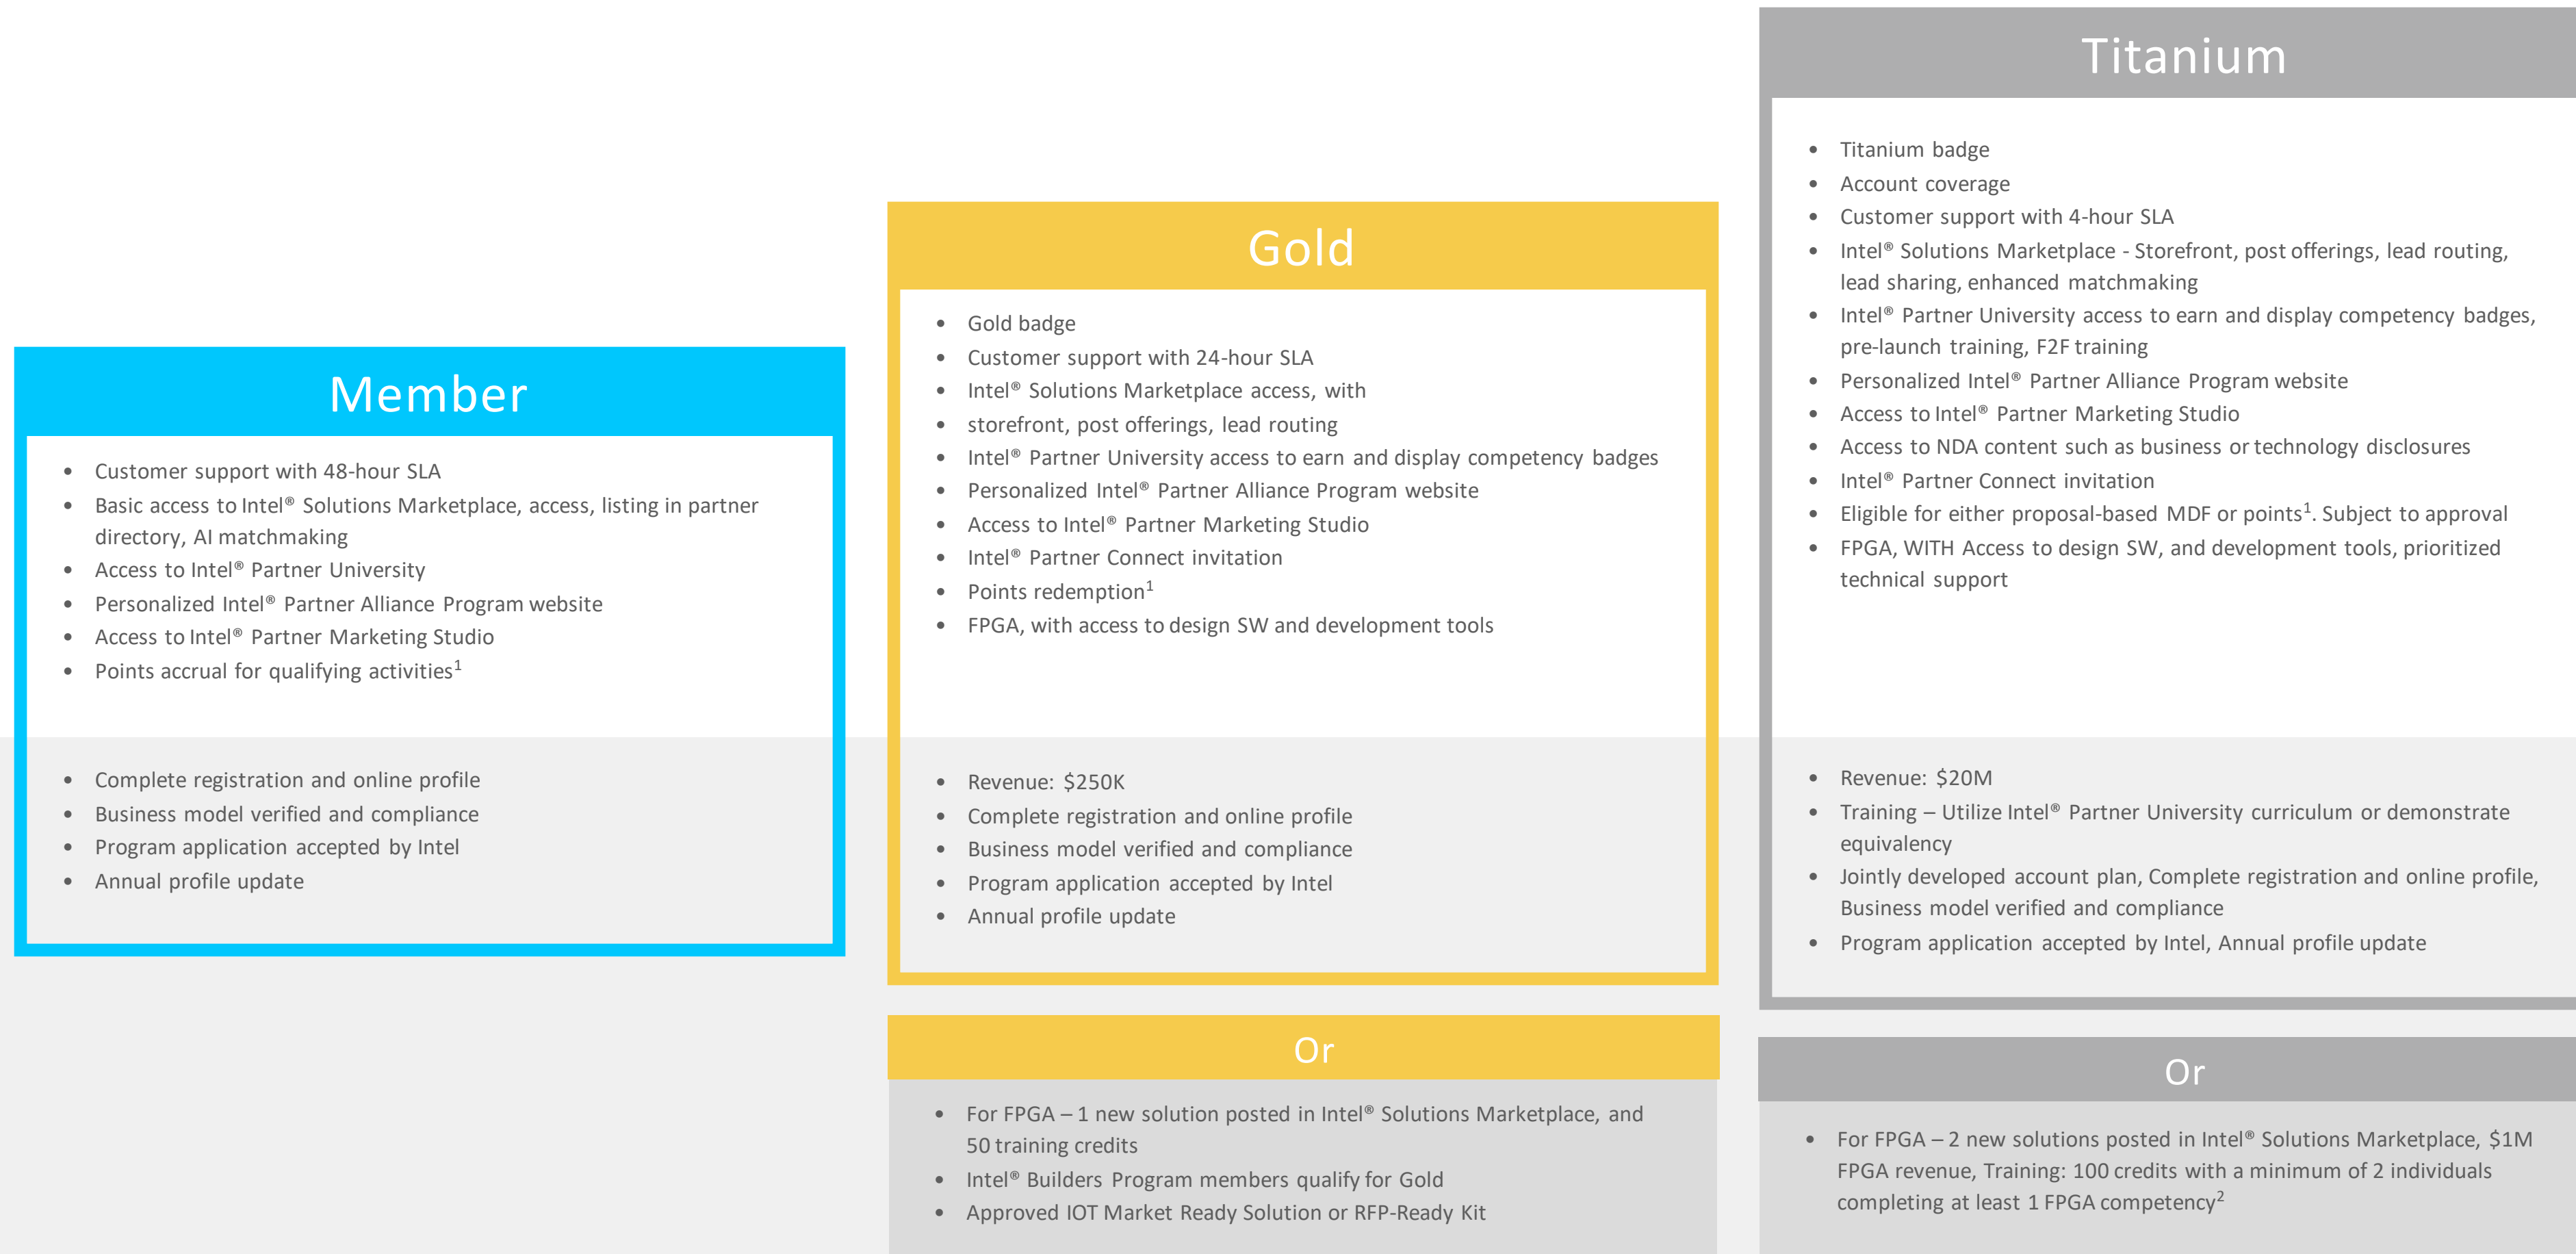 Member
• Customer support with 48-hour SLA
• Basic access to Intel® Solutions Marketplace, access, listing in partner
directory, AI matchmaking
• Access to Intel® Partner University
• Personalized Intel® Partner Alliance Program website
• Access to Intel® Partner Marketing Studio
• Points accrual for qualifying activities¹
• Complete registration and online profile
• Business model verified and compliance
• Program application accepted by Intel
• Annual profile update
Gold
• Gold badge
• Customer support with 24-hour SLA
• Intel® Solutions Marketplace access, with
• storefront, post offerings, lead routing
• Intel® Partner University access to earn and display competency badges
• Personalized Intel® Partner Alliance Program website
• Access to Intel® Partner Marketing Studio
• Intel® Partner Connect invitation
• Points redemption¹
• FPGA, with access to design SW and development tools
• Revenue: $250K
• Complete registration and online profile
• Business model verified and compliance
• Program application accepted by Intel
• Annual profile update
Or
• For FPGA – 1 new solution posted in Intel® Solutions Marketplace, and
50 training credits
• Intel® Builders Program members qualify for Gold
• Approved IOT Market Ready Solution or RFP-Ready Kit
Titanium
• Titanium badge
• Account coverage
• Customer support with 4-hour SLA
• Intel® Solutions Marketplace - Storefront, post offerings, lead routing,
lead sharing, enhanced matchmaking
• Intel® Partner University access to earn and display competency badges,
pre-launch training, F2F training
• Personalized Intel® Partner Alliance Program website
• Access to Intel® Partner Marketing Studio
• Access to NDA content such as business or technology disclosures
• Intel® Partner Connect invitation
• Eligible for either proposal-based MDF or points¹. Subject to approval
• FPGA, WITH Access to design SW, and development tools, prioritized
technical support
• Revenue: $20M
• Training – Utilize Intel® Partner University curriculum or demonstrate
equivalency
• Jointly developed account plan, Complete registration and online profile,
Business model verified and compliance
• Program application accepted by Intel, Annual profile update
Or
• For FPGA – 2 new solutions posted in Intel® Solutions Marketplace, $1M
FPGA revenue, Training: 100 credits with a minimum of 2 individuals
completing at least 1 FPGA competency²